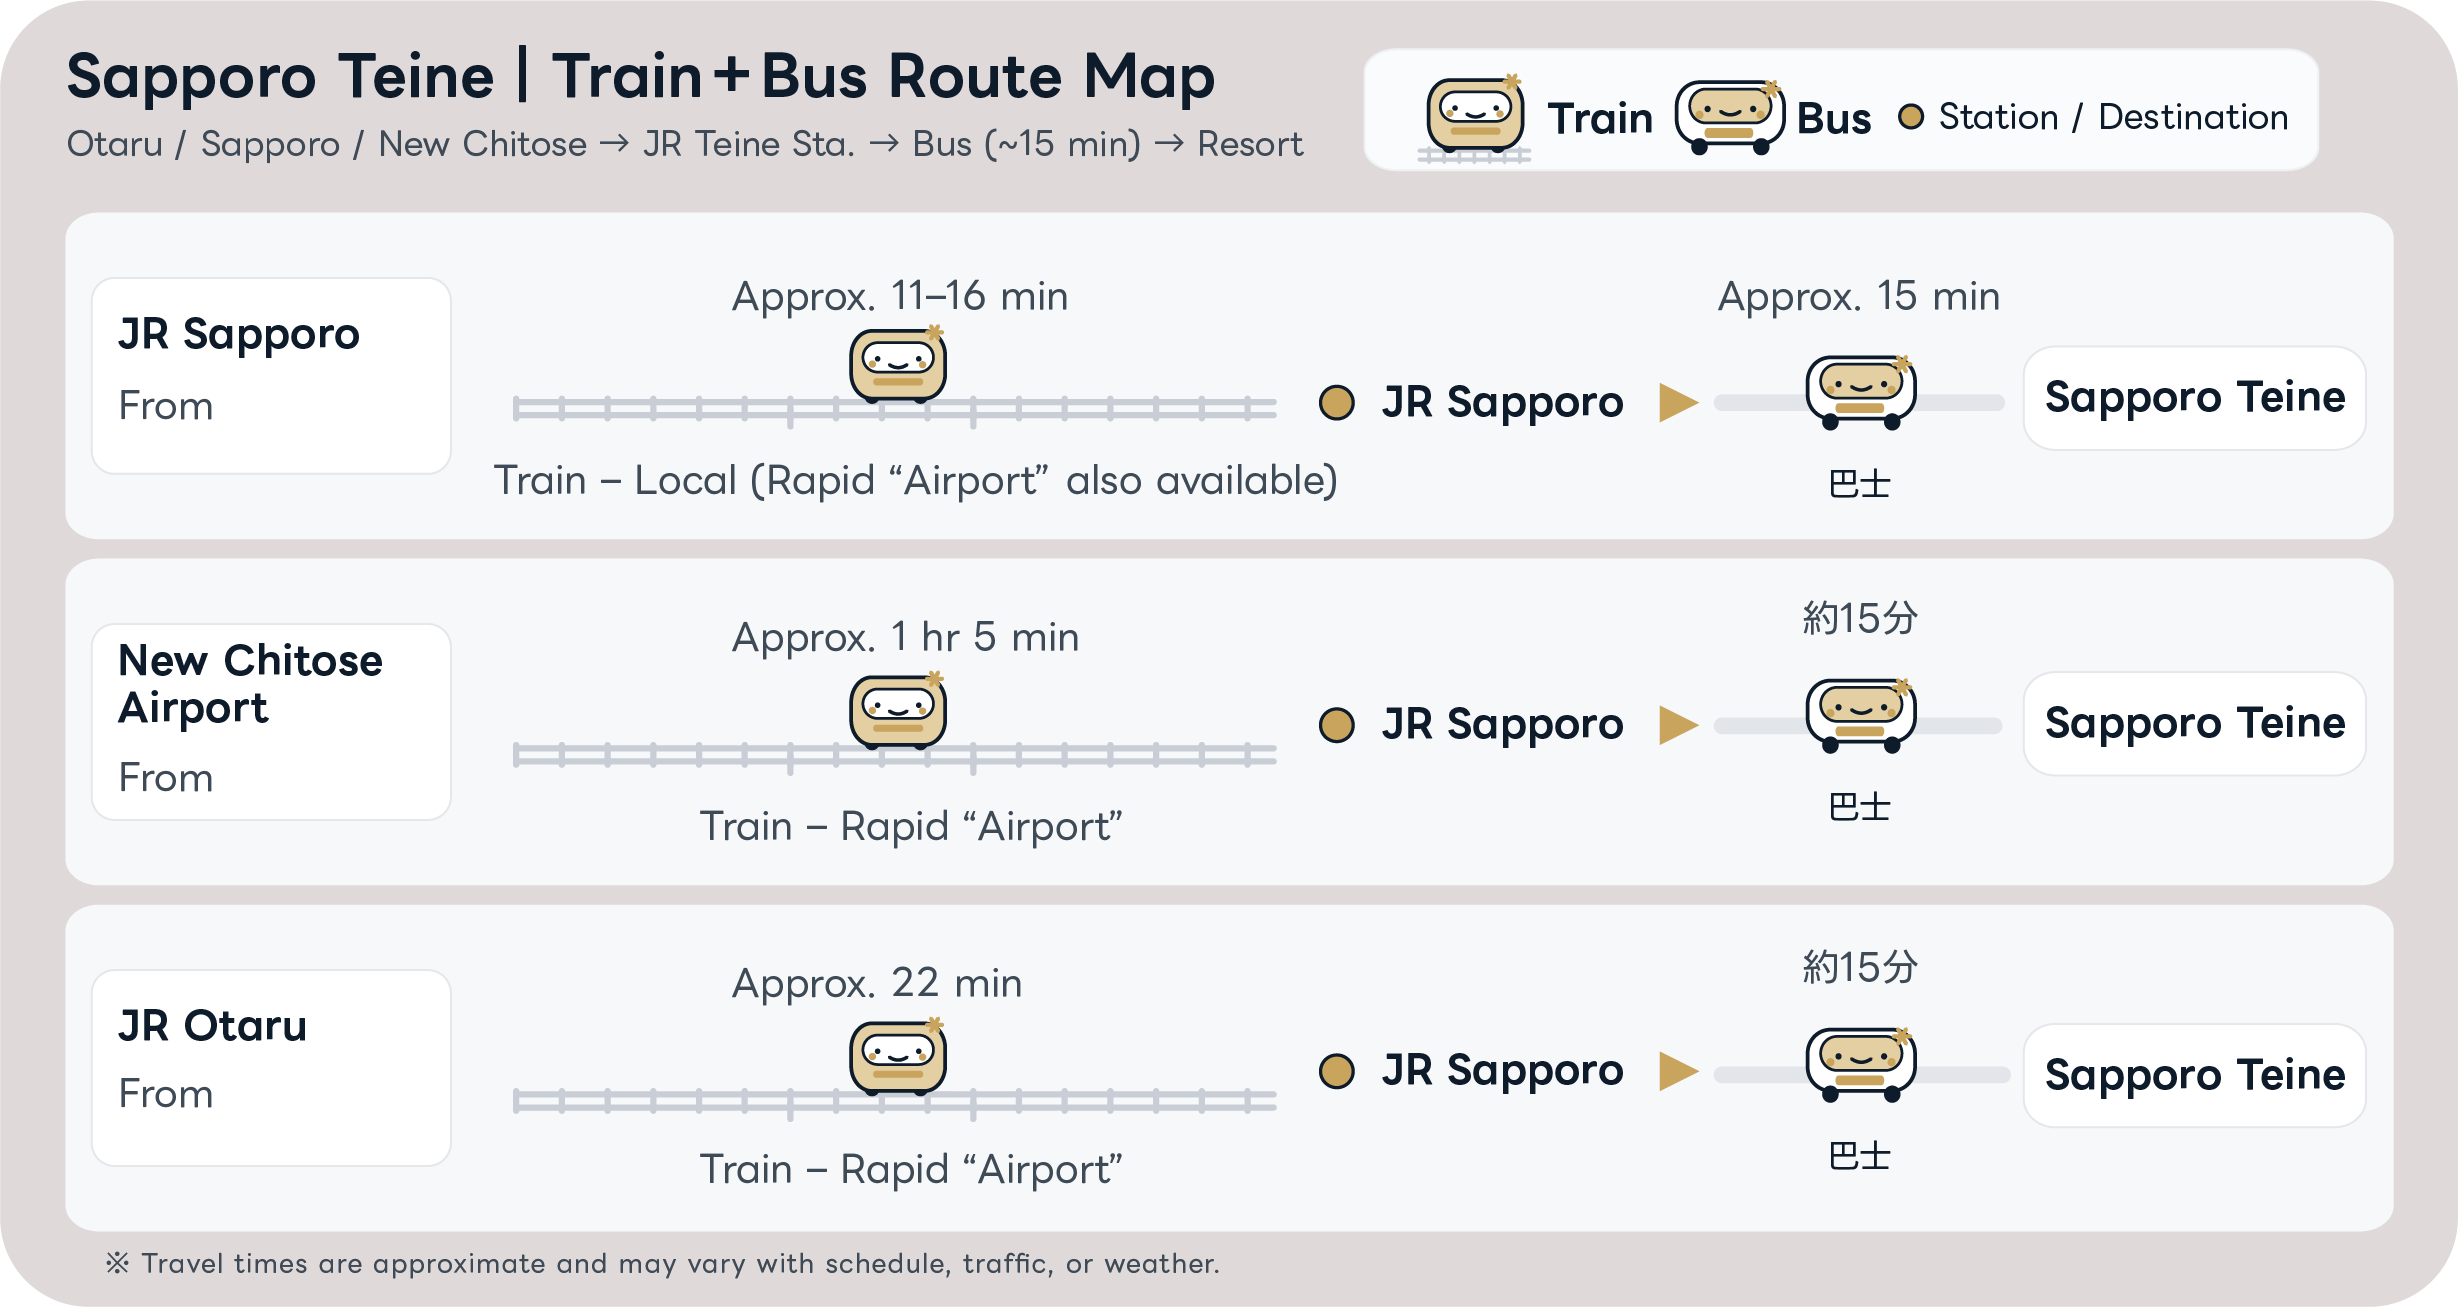 Sapporo Teine | Train+Bus Route Map
Otaru / Sapporo / New Chitose → JR Teine Sta. → Bus (~15 min) → Resort
Train Bus Station / Destination
JR Sapporo
From
Approx. 11–16 min
Train – Local (Rapid “Airport” also available)
JR Sapporo
Approx. 15 min
巴士
Sapporo Teine
New Chitose
Airport
From
Approx. 1 hr 5 min
Train – Rapid “Airport”
JR Sapporo
約15分
巴士
Sapporo Teine
JR Otaru
From
Approx. 22 min
Train – Rapid “Airport”
JR Sapporo
約15分
巴士
Sapporo Teine
※ Travel times are approximate and may vary with schedule, traffic, or weather.